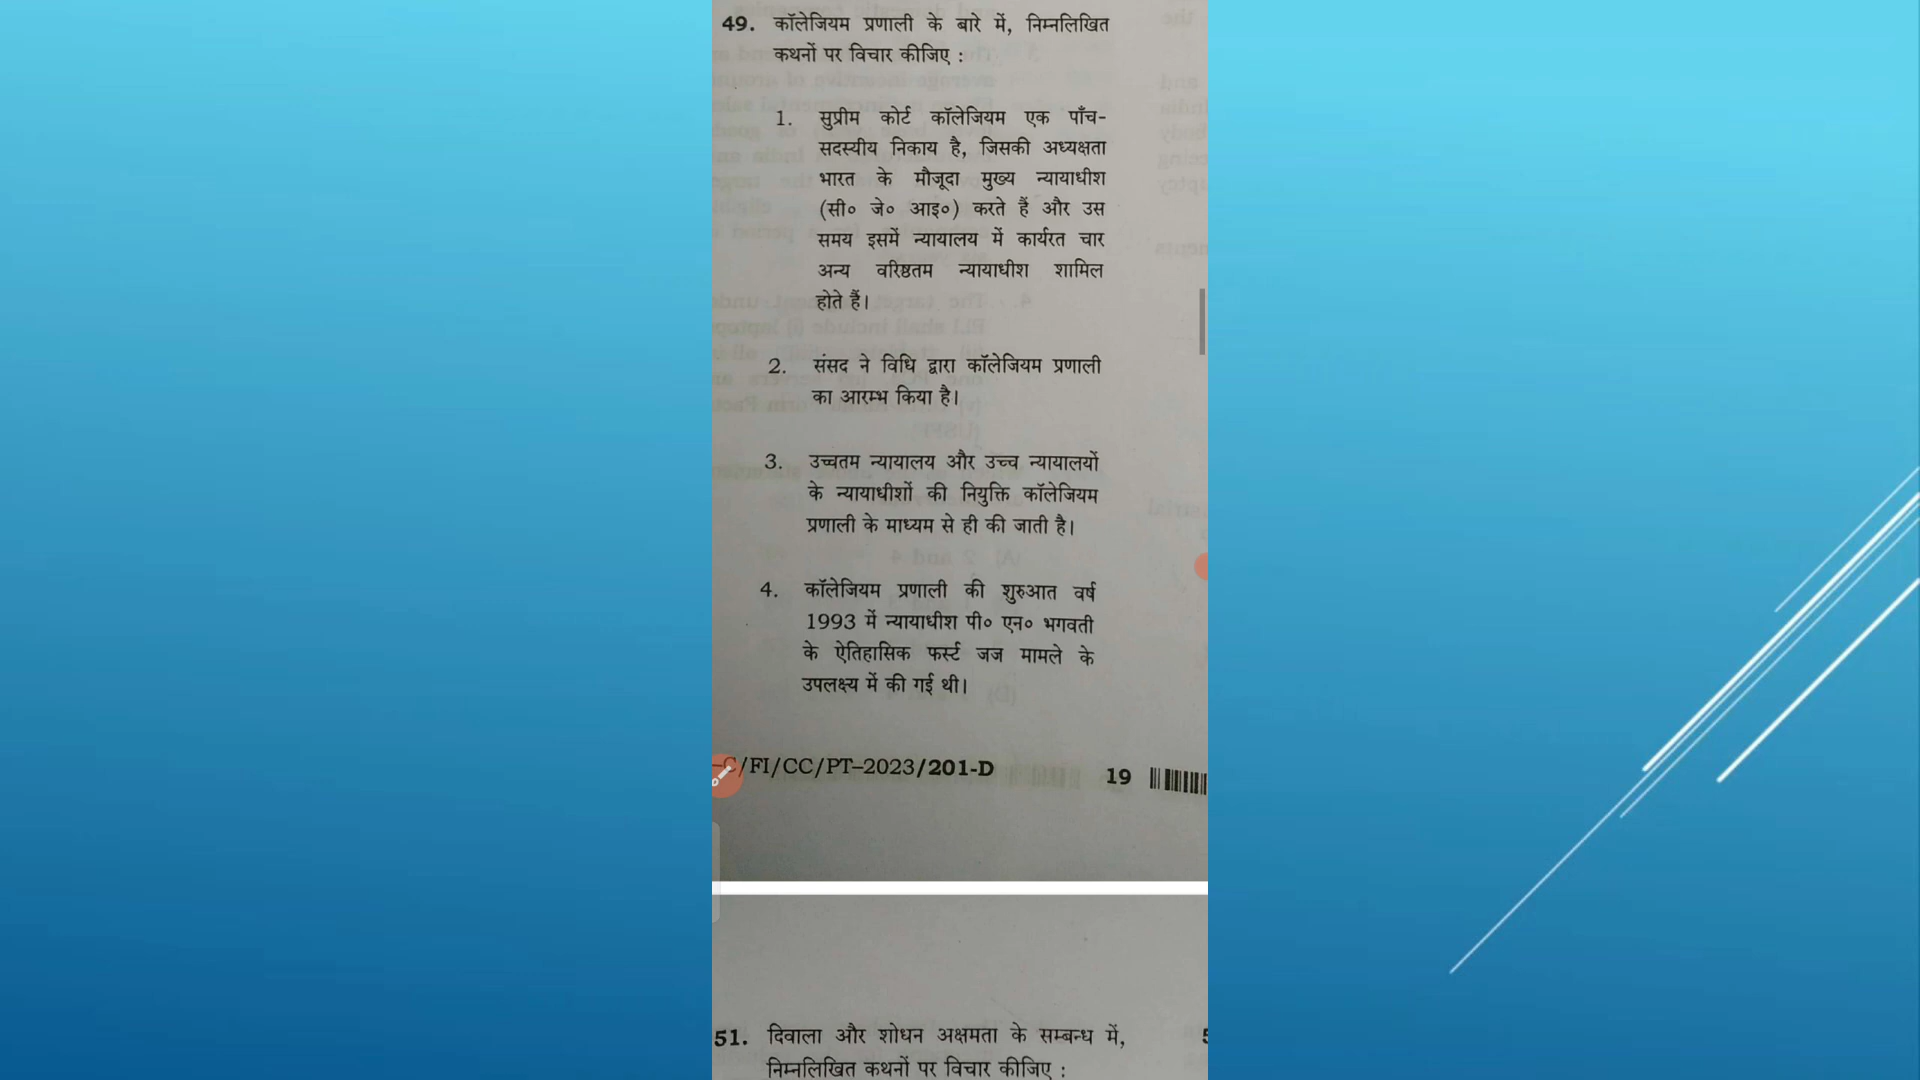 49. कॉलेजियम प्रणाली के बारे में, निम्नलिखित
कथनों पर विचार कीजिए :
1. सुप्रीम कोर्ट कॉलेजियम एक पाँच-
सदस्यीय निकाय है, जिसकी अध्यक्षता
भारत के मौजूदा मुख्य न्यायाधीश
(सी० जे० आइ०) करते हैं और उस
समय इसमें न्यायालय में कार्यरत चार
अन्य वरिष्ठतम न्यायाधीश शामिल
होते हैं।
2. संसद ने विधि द्वारा कॉलेजियम प्रणाली
का आरम्भ किया है।
3. उच्चतम न्यायालय और उच्च न्यायालयों
के न्यायाधीशों की नियुक्ति कॉलेजियम
प्रणाली के माध्यम से ही की जाती है।
4. कॉलेजियम प्रणाली की शुरुआत वर्ष
1993 में न्यायाधीश पी० एन० भगवती
के ऐतिहासिक फर्स्ट जज मामले के
उपलक्ष्य में की गई थी।
/FI/CC/PT–2023/201-D 19
51. दिवाला और शोधन अक्षमता के सम्बन्ध में,
निम्नलिखित कथनों पर विचार कीजिए :